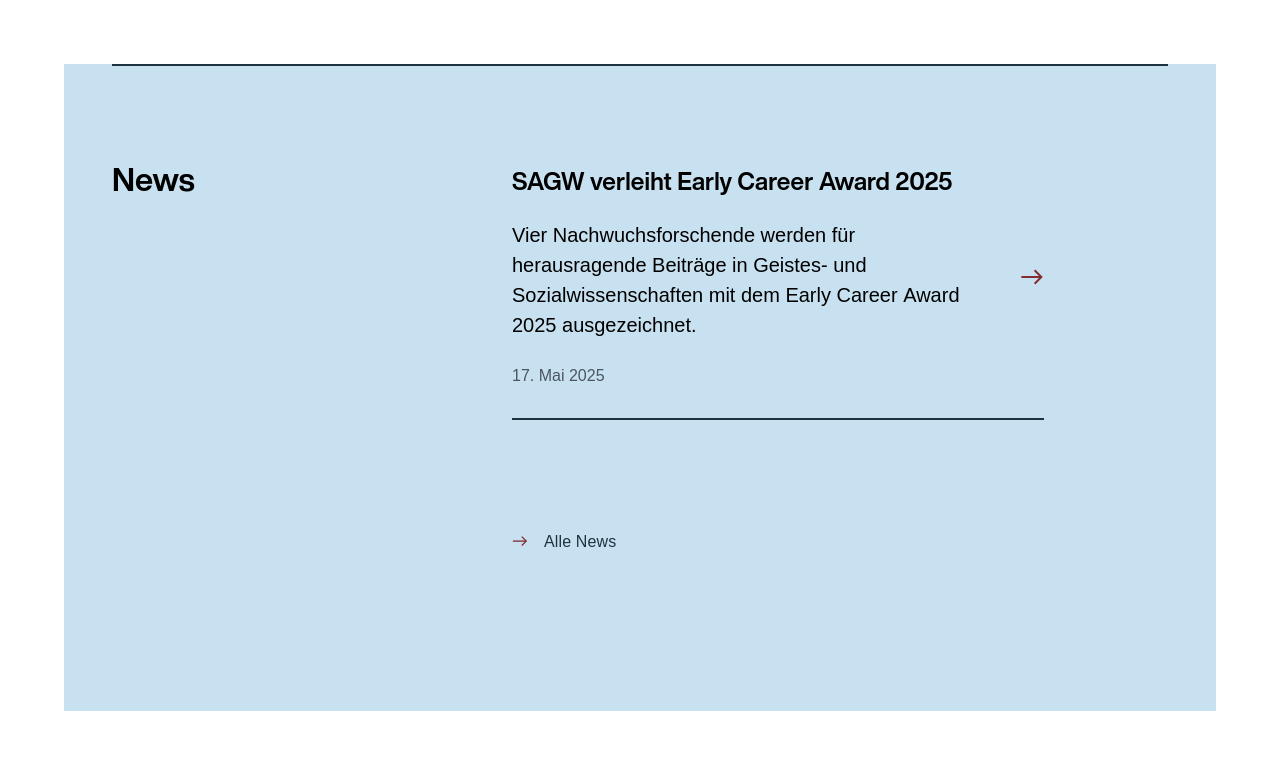 News
SAGW verleiht Early Career Award 2025
Vier Nachwuchsforschende werden für
herausragende Beiträge in Geistes- und
Sozialwissenschaften mit dem Early Career Award
2025 ausgezeichnet.
17. Mai 2025
Alle News